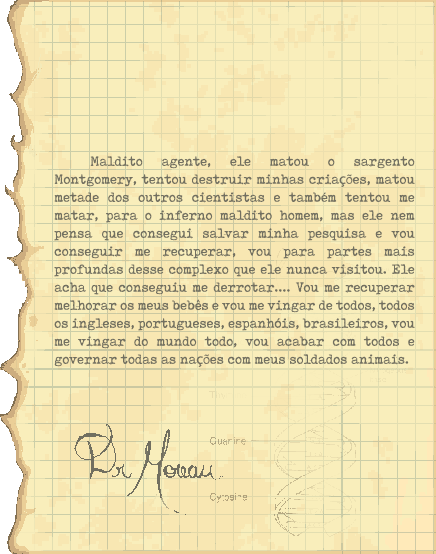 Maldito agente, ele matou o sargento
Montgomery, tentou destruir minhas criações, matou
metade dos outros cientistas e também tentou me
matar, para o inferno maldito homem, mas ele nem
pensa que consegui salvar minha pesquisa e vou
conseguir me recuperar, vou para partes mais
profundas desse complexo que ele nunca visitou. Ele
acha que conseguiu me derrotar.... Vou me recuperar
melhorar os meus bebês e vou me vingar de todos, todos
os ingleses, portugueses, espanhóis, brasileiros, vou
me vingar do mundo todo, vou acabar com todos e
governar todas as nações com meus soldados animais.
Dr Moreau
Guanine
Cytosine